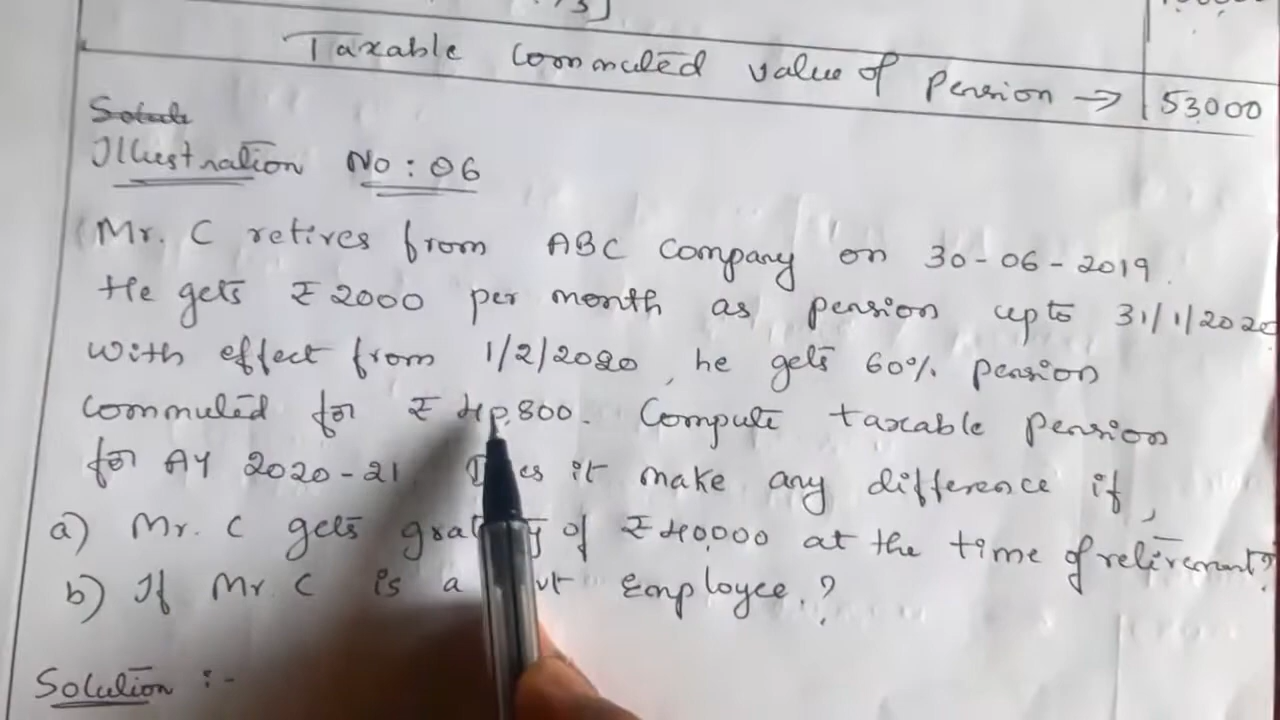 Taxable Commuted value of Pension → 53000
Solut
Illustration No: 06
Mr. C retires from ABC Company on 30-06-2019.
He gets ₹2000 per month as pension upto 31/1/2020
With effect from 1/2/2020, he gets 60% pension
Commuted for ₹ 40,800. Compute taxable pension
for AY 2020-21. Does it make any difference if,
a) Mr. C gets of ₹40,000 at the time of retirement?
b) If Mr. C is a Employee.?
Solution :-